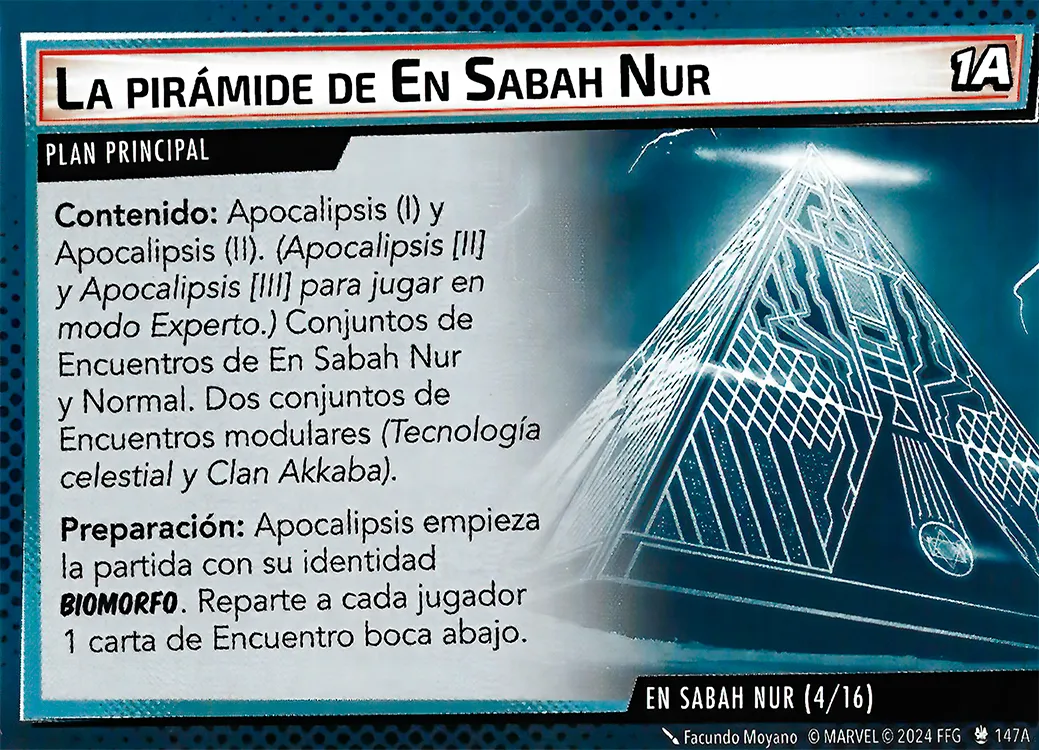 La pirámide de En Sabah Nur
1A
PLAN PRINCIPAL
Contenido: Apocalipsis (I) y
Apocalipsis (II). (Apocalipsis [II]
y Apocalipsis [III] para jugar en
modo Experto.) Conjuntos de
Encuentros de En Sabah Nur
y Normal. Dos conjuntos de
Encuentros modulares (Tecnología
celestial y Clan Akkaba).
Preparación: Apocalipsis empieza
la partida con su identidad
BIOMORFO. Reparte a cada jugador
1 carta de Encuentro boca abajo.
EN SABAH NUR (4/16)
Facundo Moyano © MARVEL © 2024 FFG 147A